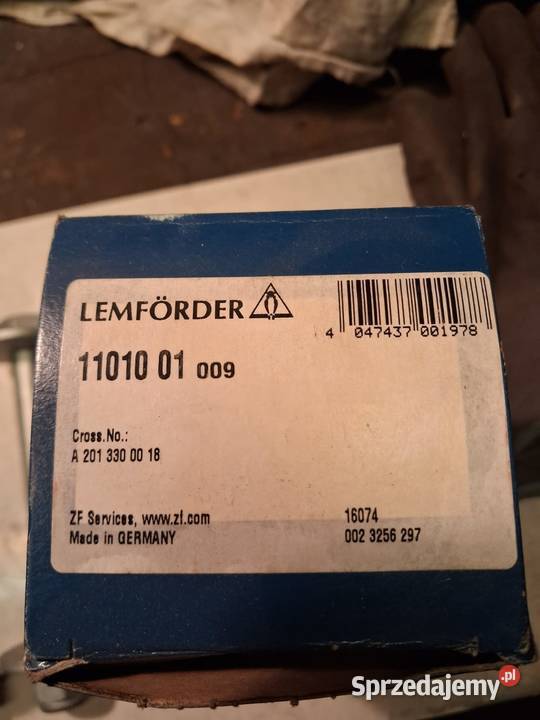 LEMFÖRDER
4 047437 001978
11010 01 009
Cross.No.:
A 201 330 00 18
ZF Services, www.zf.com
16074
Made in GERMANY
002 3256 297
Sprzedajemy.pl